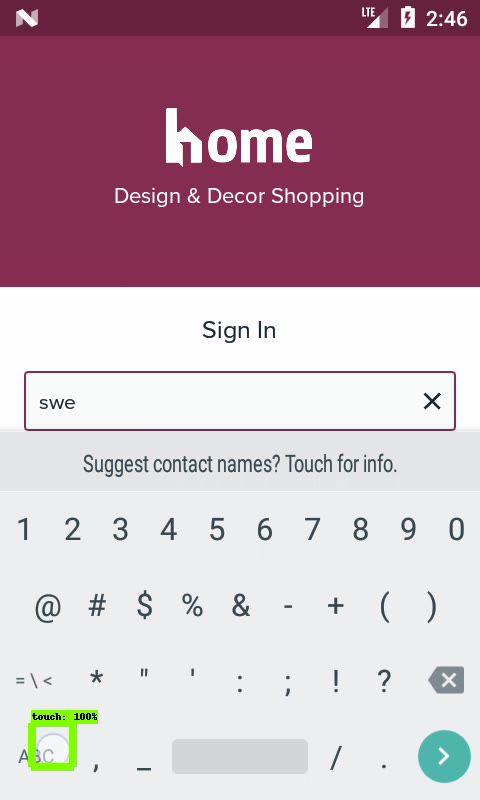 LTE 2:46
home
Design & Decor Shopping
Sign In
swe
Suggest contact names? Touch for info.
1 2 3 4 5 6 7 8 9 0
@ # $ % & - + ( )
= \ < * " ' : ; ! ?
touch: 100%
ABC , _ / .